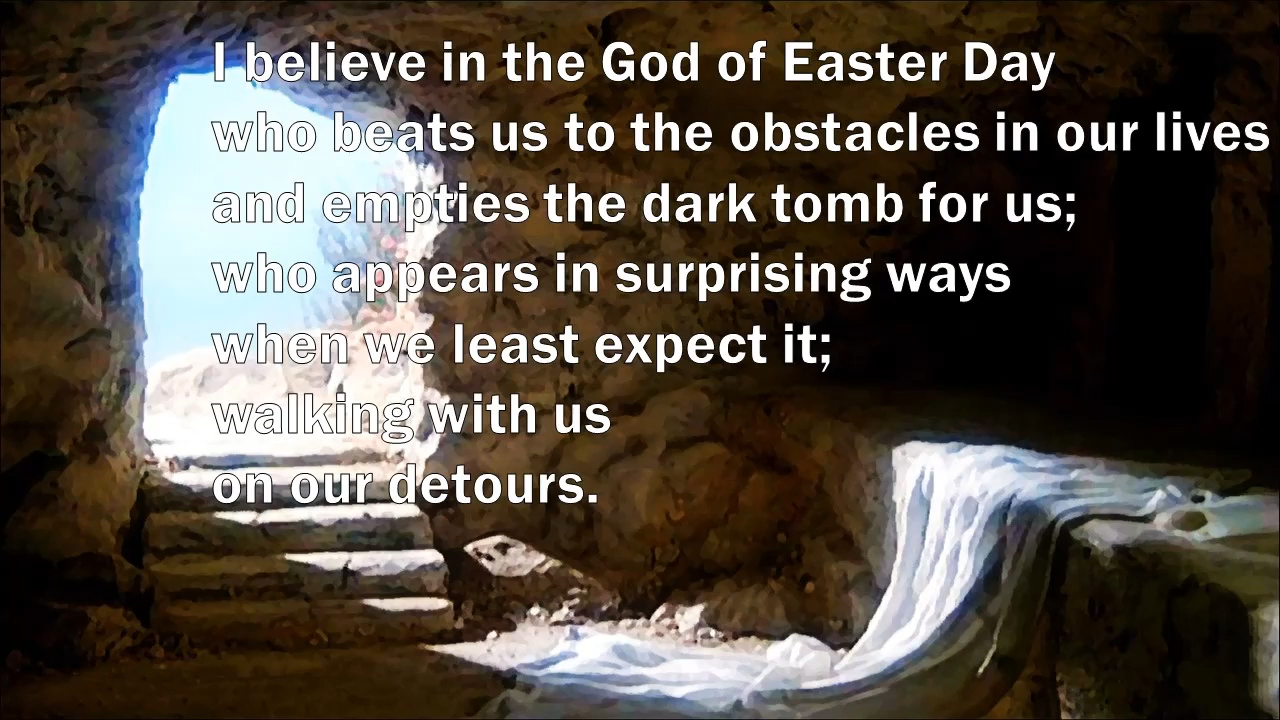 I believe in the God of Easter Day
who beats us to the obstacles in our lives
and empties the dark tomb for us;
who appears in surprising ways
when we least expect it;
walking with us
on our detours.